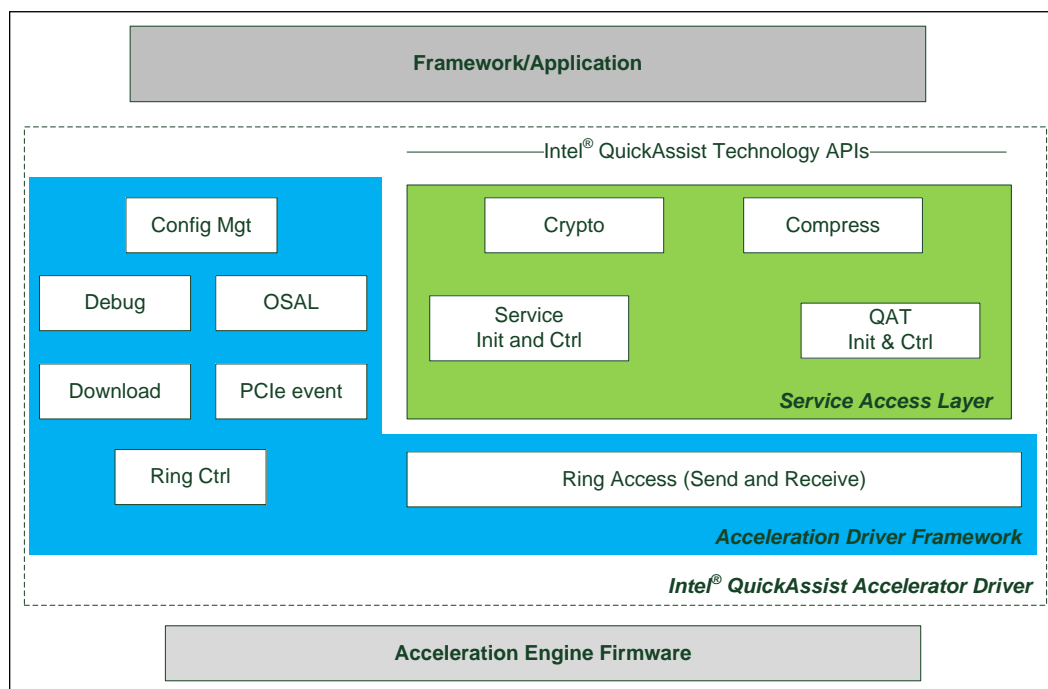 Framework/Application
Intel® QuickAssist Technology APIs
Config Mgt
Debug
OSAL
Download
PCIe event
Ring Ctrl
Crypto
Compress
Service
Init and Ctrl
QAT
Init & Ctrl
Service Access Layer
Ring Access (Send and Receive)
Acceleration Driver Framework
Intel® QuickAssist Accelerator Driver
Acceleration Engine Firmware